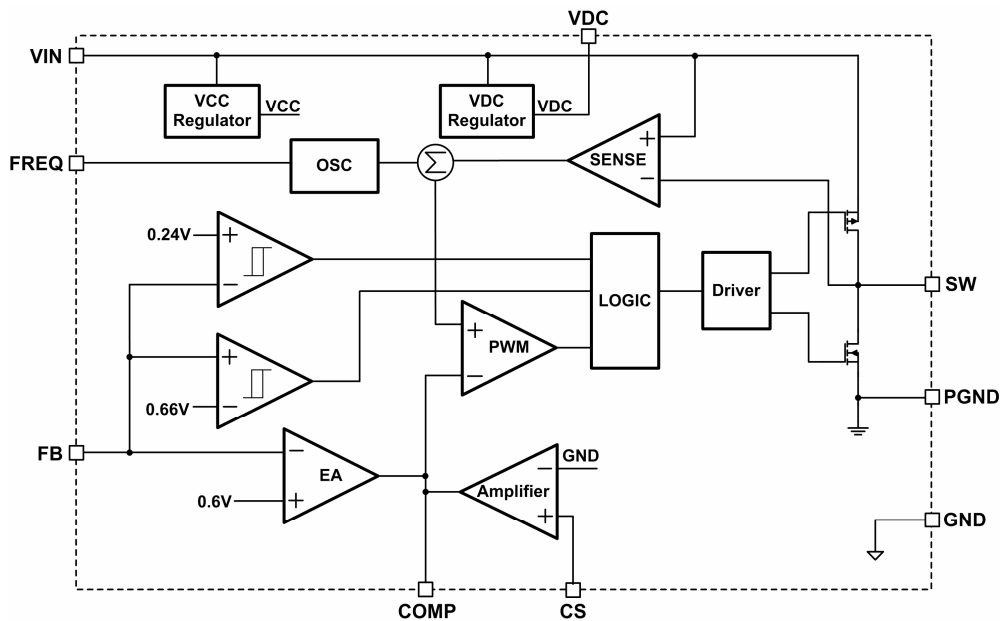 VDC
VIN
VCC
Regulator
VCC
VDC
Regulator
VDC
FREQ
OSC
Σ
+
SENSE
−
0.24V
+
−
LOGIC
Driver
SW
+
PWM
−
+
0.66V
−
PGND
FB
−
EA
0.6V
+
GND
−
Amplifier
+
GND
COMP
CS